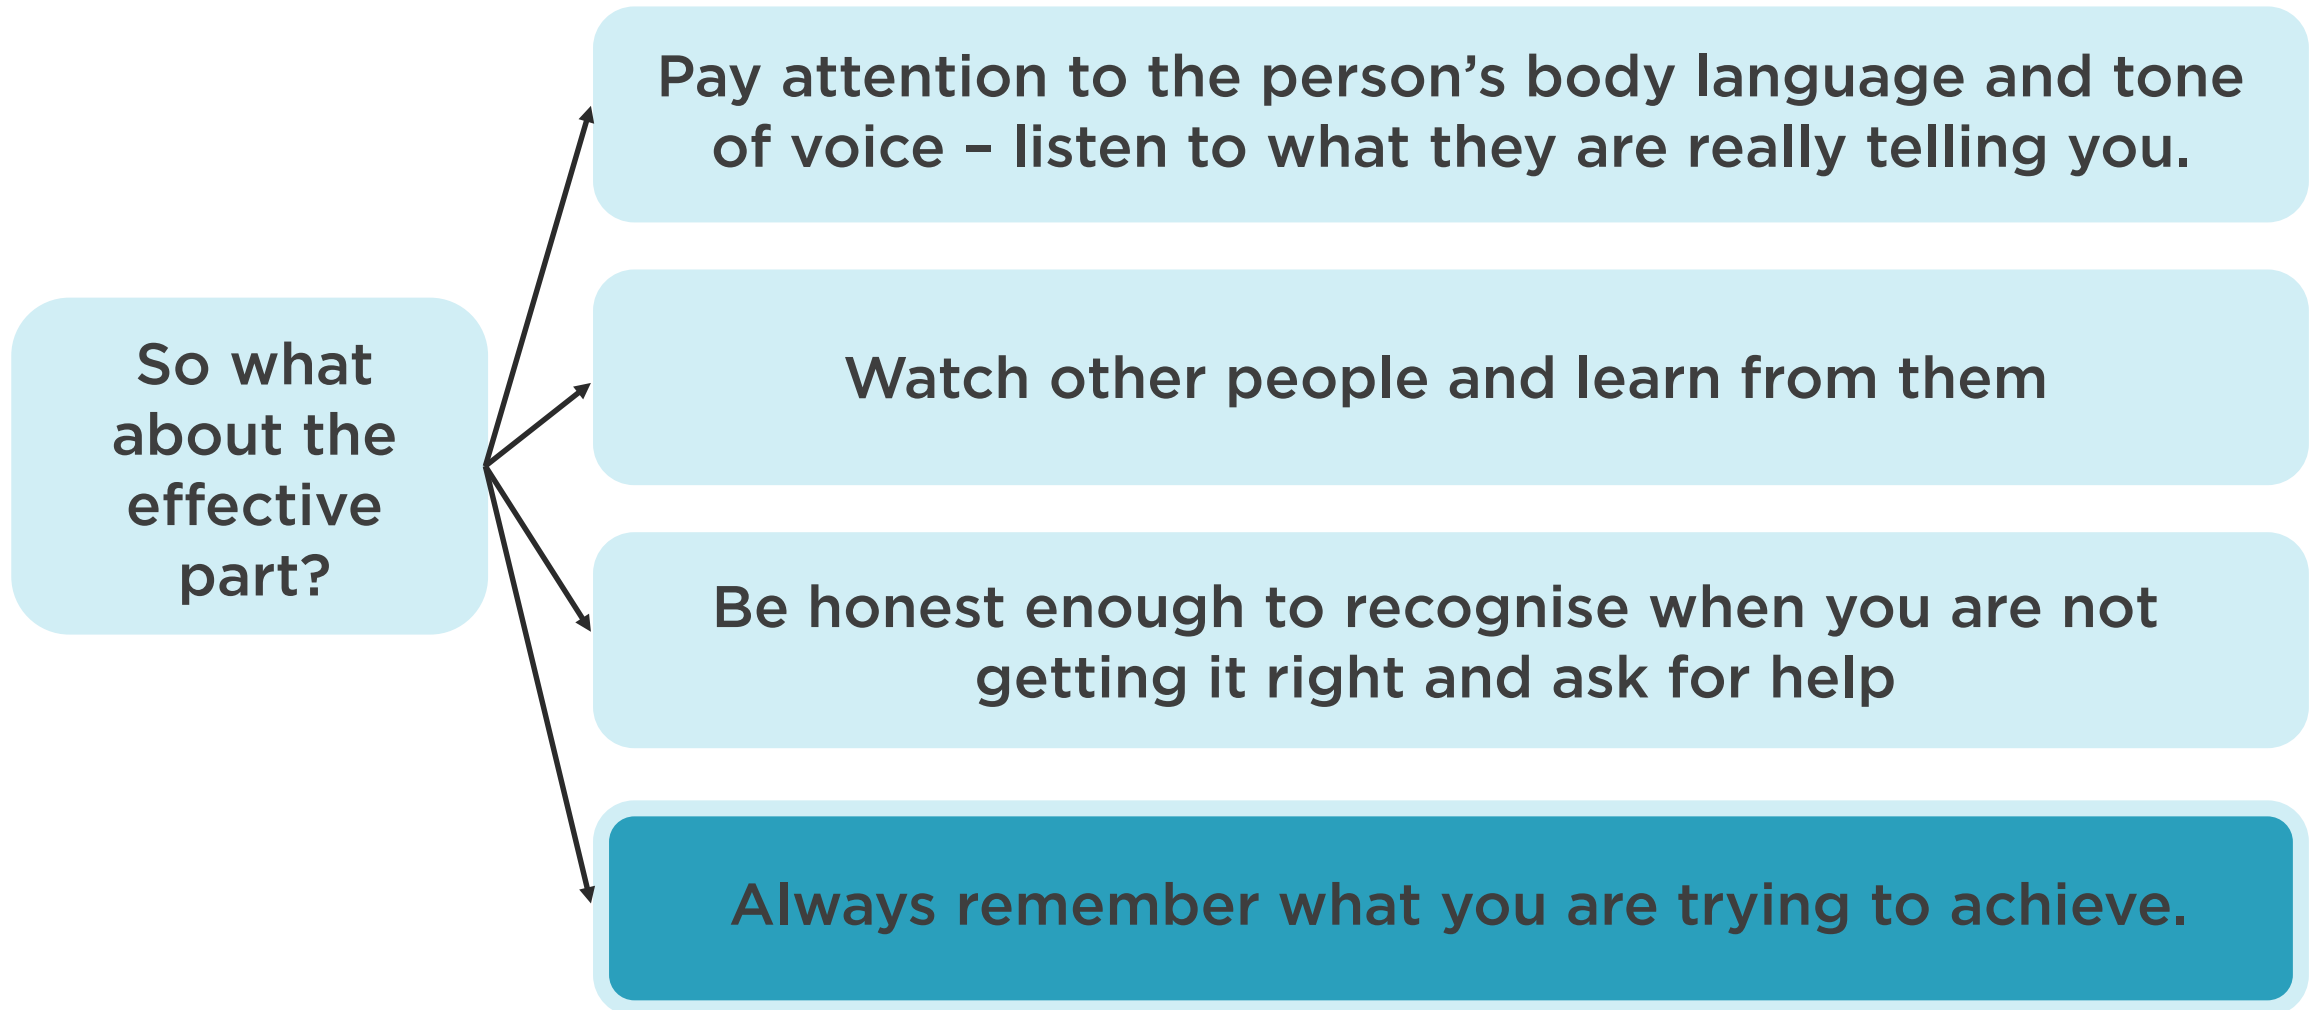 So what
about the
effective
part?
Pay attention to the person’s body language and tone
of voice – listen to what they are really telling you.
Watch other people and learn from them
Be honest enough to recognise when you are not
getting it right and ask for help
Always remember what you are trying to achieve.